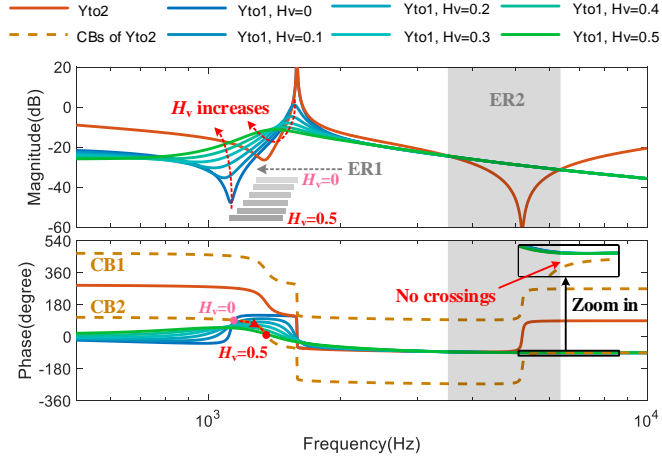 Yto2 Yto1, Hv=0 Yto1, Hv=0.2 Yto1, Hv=0.4
CBs of Yto2 Yto1, Hv=0.1 Yto1, Hv=0.3 Yto1, Hv=0.5
20
0
-20
-40
-60
Magnitude(dB)
Hv increases
ER2
ER1
Hv=0
Hv=0.5
540
360
180
0
-180
-360
Phase(degree)
CB1
CB2
Hv=0
Hv=0.5
No crossings
Zoom in
10³ 10⁴
Frequency(Hz)